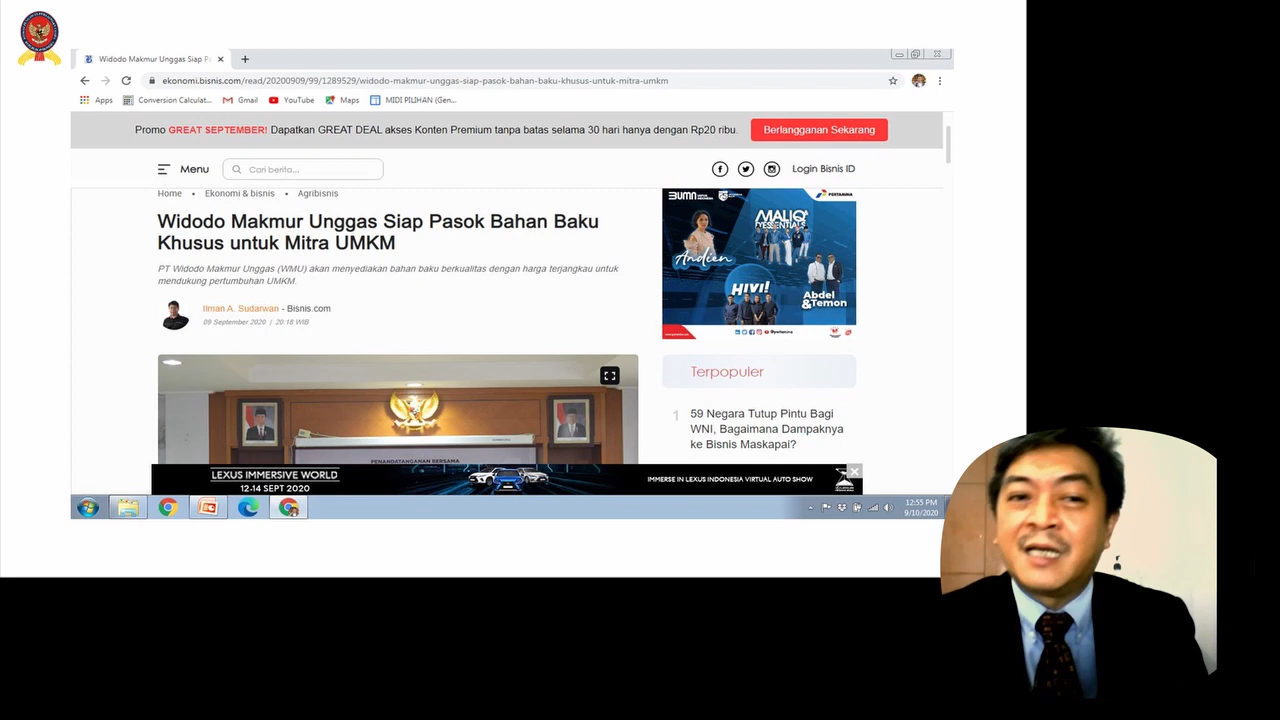 Widodo Makmur Unggas Siap P
ekonomi.bisnis.com/read/20200909/99/1289529/widodo-makmur-unggas-siap-pasok-bahan-baku-khusus-untuk-mitra-umkm
Apps
Conversion Calculat...
Gmail
YouTube
Maps
MIDI PILIHAN (Gen...
Promo GREAT SEPTEMBER! Dapatkan GREAT DEAL akses Konten Premium tanpa batas selama 30 hari hanya dengan Rp20 ribu.
Berlangganan Sekarang
Menu
Cari berita...
Login Bisnis ID
Home • Ekonomi & bisnis • Agribisnis
Widodo Makmur Unggas Siap Pasok Bahan Baku
Khusus untuk Mitra UMKM
PT Widodo Makmur Unggas (WMU) akan menyediakan bahan baku berkualitas dengan harga terjangkau untuk
mendukung pertumbuhan UMKM.
Ilman A. Sudarwan - Bisnis.com
09 September 2020 | 20:18 WIB
PENANDATANGANAN BERSAMA
BUMN
PERTAMINA
MALIQ
D'ESSENTIALS
Andien
HIVI!
Abdel
&Temon
Terpopuler
1
59 Negara Tutup Pintu Bagi
WNI, Bagaimana Dampaknya
ke Bisnis Maskapai?
LEXUS IMMERSIVE WORLD
12-14 SEPT 2020
IMMERSE IN LEXUS INDONESIA VIRTUAL AUTO SHOW
12:55 PM
9/10/2020